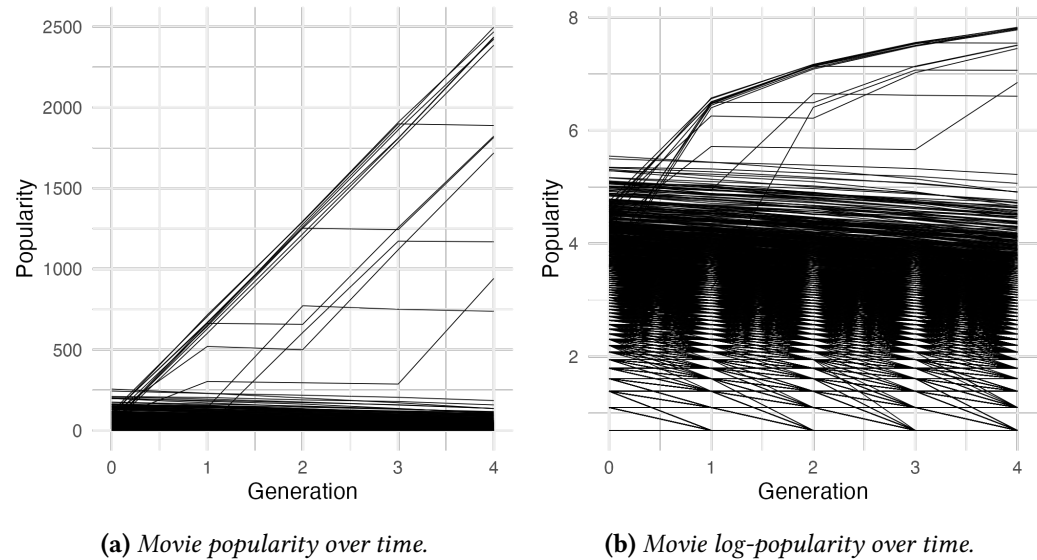 2500
2000
1500
1000
500
0
Popularity
0 1 2 3 4
Generation
(a) Movie popularity over time.
8
6
4
2
Popularity
0 1 2 3 4
Generation
(b) Movie log-popularity over time.